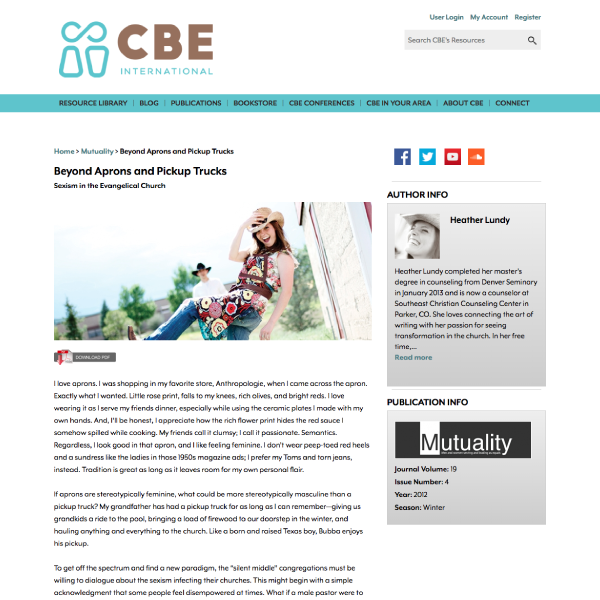 User Login My Account Register
CBE
INTERNATIONAL
Search CBE's Resources
RESOURCE LIBRARY | BLOG | PUBLICATIONS | BOOKSTORE | CBE CONFERENCES | CBE IN YOUR AREA | ABOUT CBE | CONNECT
Home > Mutuality > Beyond Aprons and Pickup Trucks
Beyond Aprons and Pickup Trucks
Sexism in the Evangelical Church
DOWNLOAD PDF
I love aprons. I was shopping in my favorite store, Anthropologie, when I came across the apron.
Exactly what I wanted. Little rose print, falls to my knees, rich olives, and bright reds. I love
wearing it as I serve my friends dinner, especially while using the ceramic plates I made with my
own hands. And, I'll be honest, I appreciate how the rich flower print hides the red sauce I
somehow spilled while cooking. My friends call it clumsy; I call it passionate. Semantics.
Regardless, I look good in that apron, and I like feeling feminine. I don't wear peep-toed red heels
and a sundress like the ladies in those 1950s magazine ads; I prefer my Toms and torn jeans,
instead. Tradition is great as long as it leaves room for my own personal flair.
If aprons are stereotypically feminine, what could be more stereotypically masculine than a
pickup truck? My grandfather has had a pickup truck for as long as I can remember—giving us
grandkids a ride to the pool, bringing a load of firewood to our doorstep in the winter, and
hauling anything and everything to the church. Like a born and raised Texas boy, Bubba enjoys
his pickup.
To get off the spectrum and find a new paradigm, the "silent middle" congregations must be
willing to dialogue about the sexism infecting their churches. This might begin with a simple
acknowledgment that some people feel disempowered at times. What if a male pastor were to
AUTHOR INFO
Heather Lundy
Heather Lundy completed her master's
degree in counseling from Denver Seminary
in January 2013 and is now a counselor at
Southeast Christian Counseling Center in
Parker, CO. She loves connecting the art of
writing with her passion for seeing
transformation in the church. In her free
time,...
Read more
PUBLICATION INFO
Mutuality
Journal Volume: 19
Issue Number: 4
Year: 2012
Season: Winter